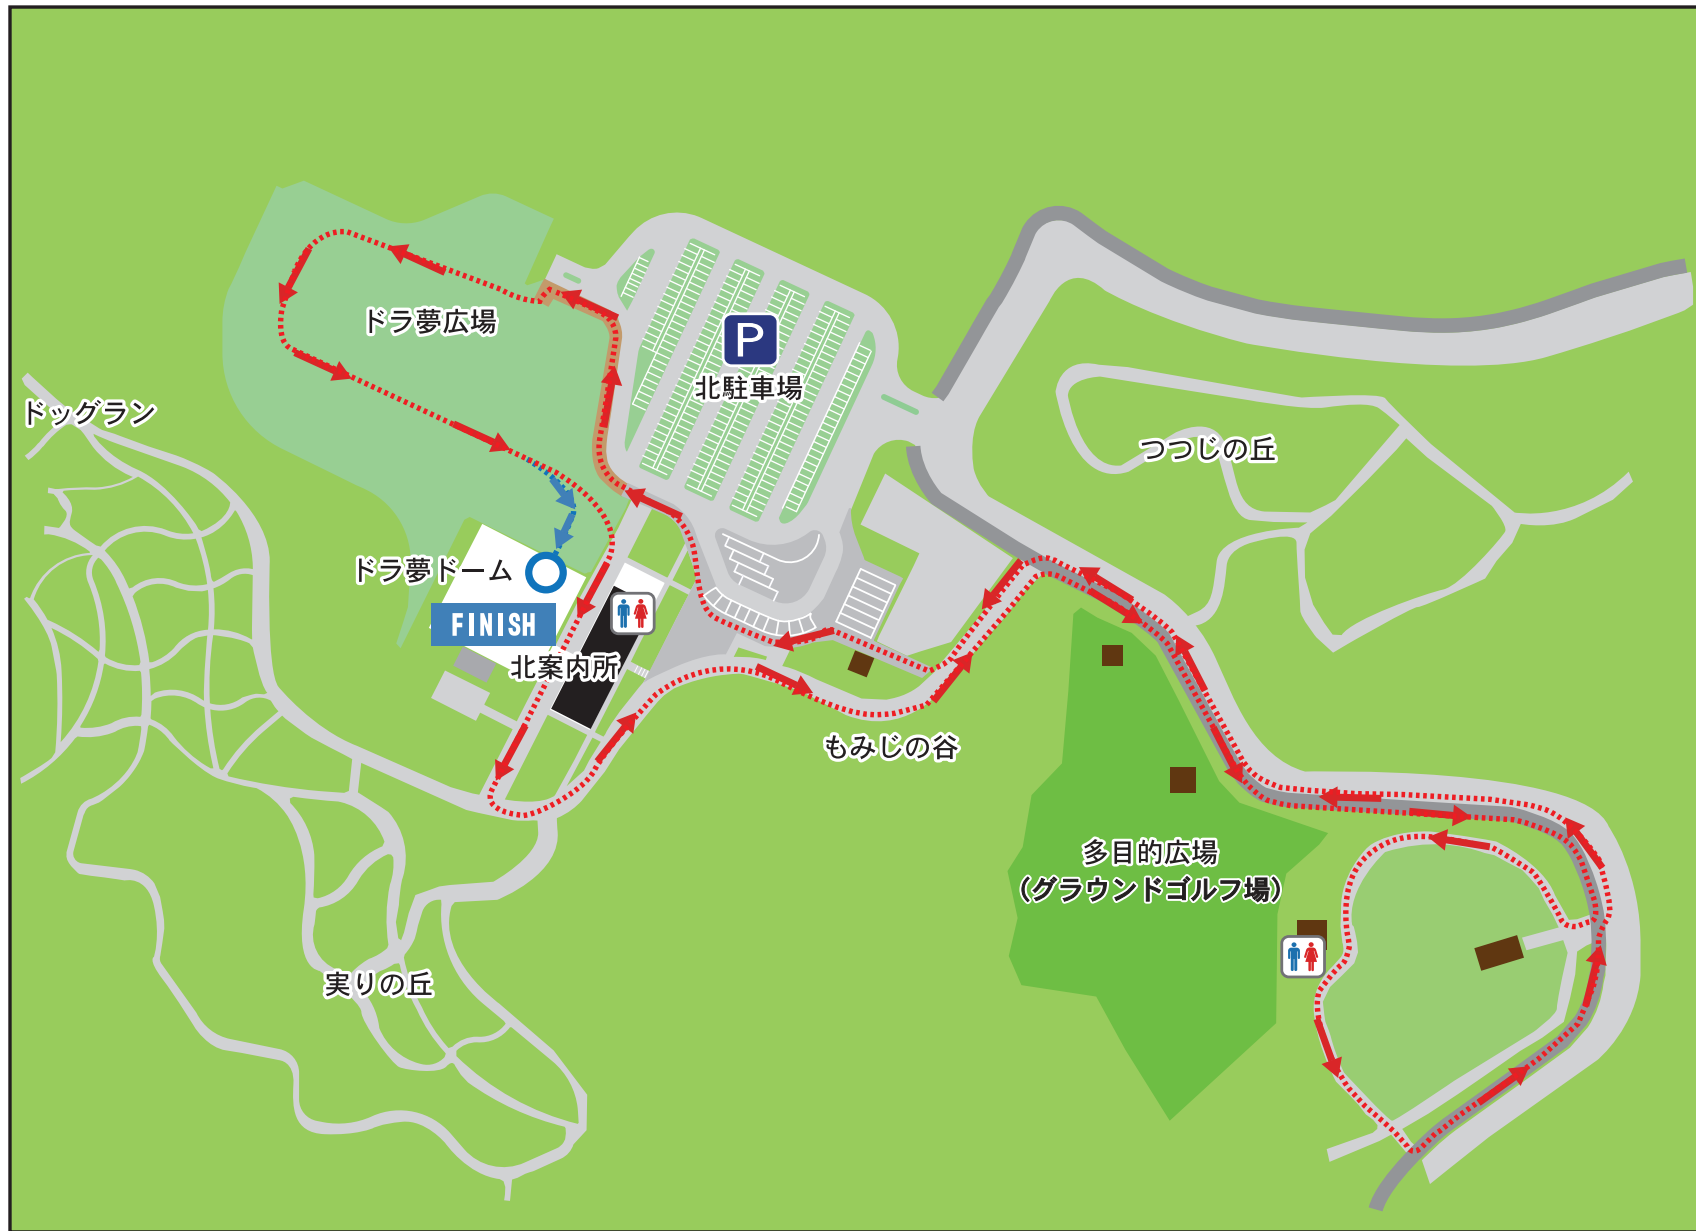 ドラ夢広場
P
北駐車場
ドッグラン
つつじの丘
ドラ夢ドーム
FINISH
北案内所
もみじの谷
多目的広場
（グラウンドゴルフ場）
実りの丘